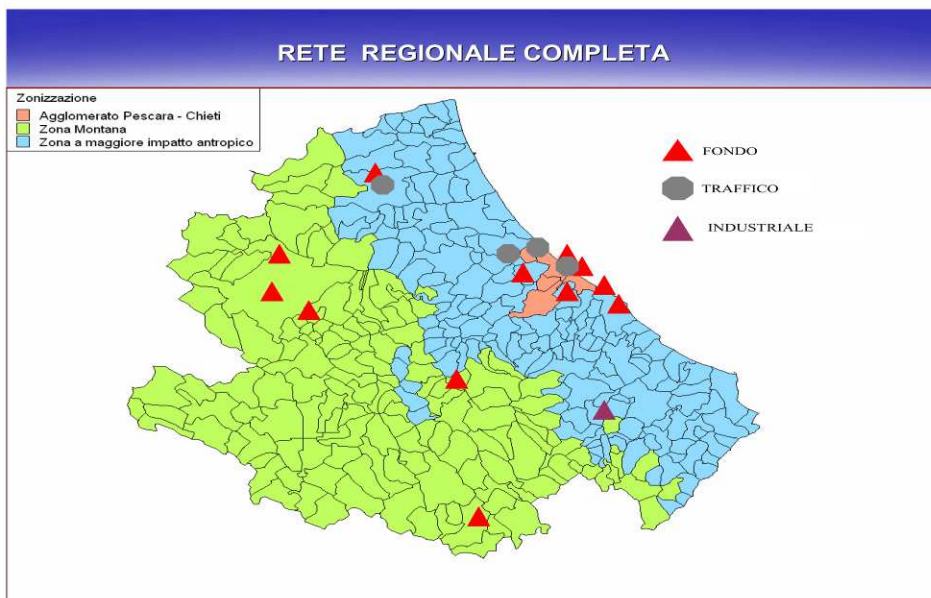 RETE REGIONALE COMPLETA
Zonizzazione
Agglomerato Pescara - Chieti
Zona Montana
Zona a maggiore impatto antropico
FONDO
TRAFFICO
INDUSTRIALE